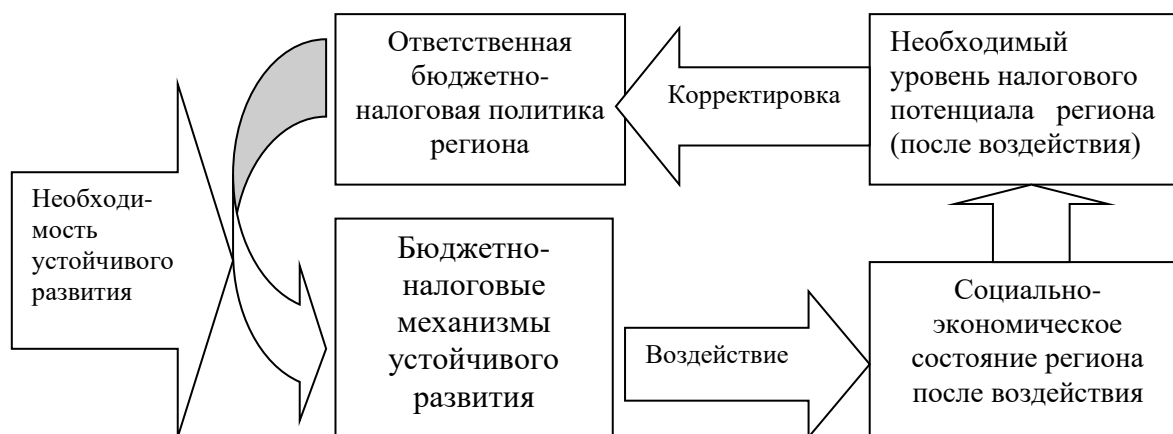 Ответственная
бюджетно-
налоговая политика
региона
Корректировка
Необходимый
уровень налогового
потенциала региона
(после воздействия)
Необходи-
мость
устойчивого
развития
Бюджетно-
налоговые
механизмы
устойчивого
развития
Воздействие
Социально-
экономическое
состояние региона
после воздействия